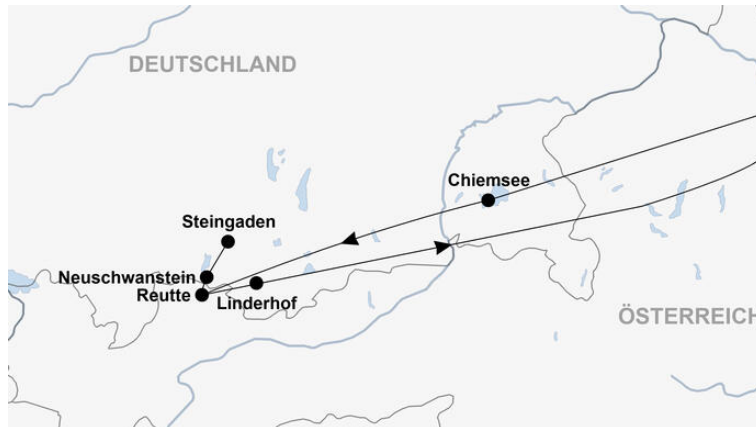 DEUTSCHLAND
Chiemsee
Steingaden
Neuschwanstein
Reutte
Linderhof
ÖSTERREICH